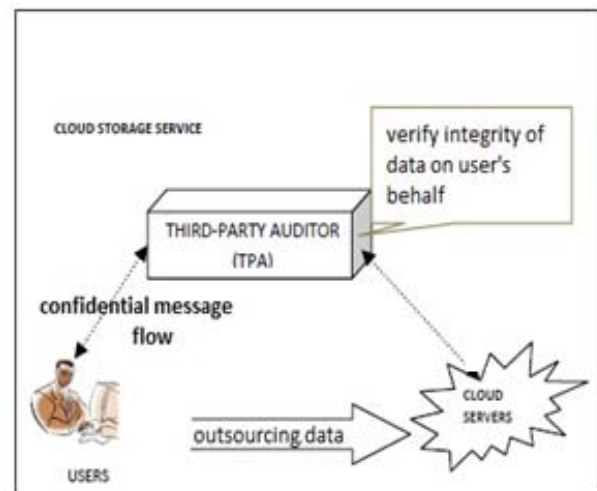 CLOUD STORAGE SERVICE
verify integrity of
data on user's
behalf
THIRD-PARTY AUDITOR
(TPA)
confidential message
flow
CLOUD
SERVERS
outsourcing data
USERS